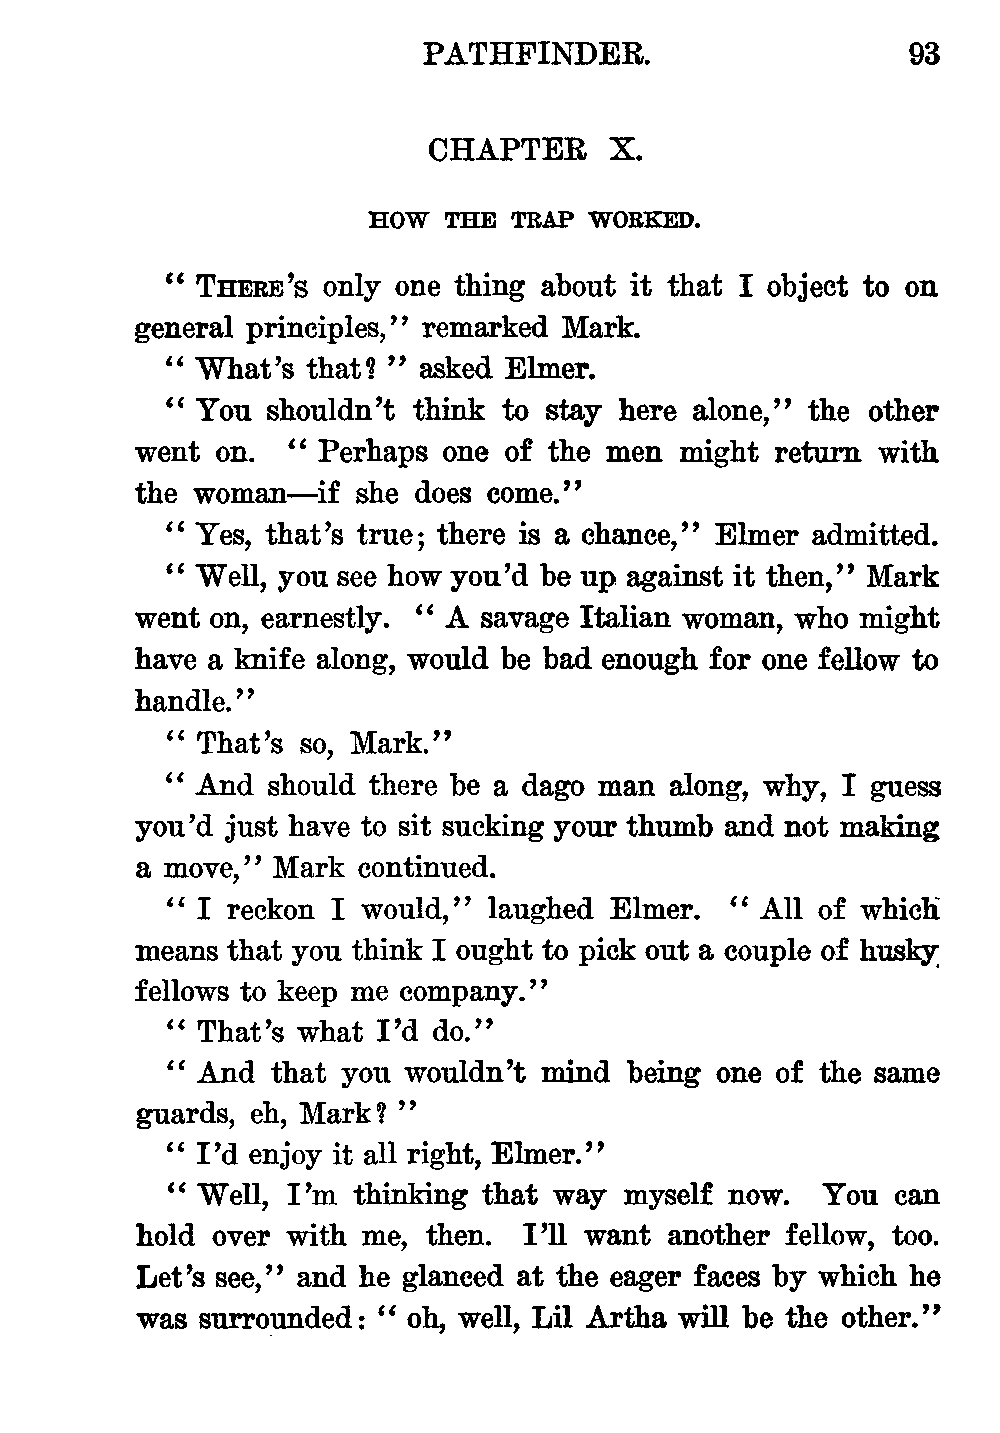 PATHFINDER. 93
CHAPTER X.
HOW THE TRAP WORKED.
“ THERE’S only one thing about it that I object to on
general principles,” remarked Mark.
“ What’s that? ” asked Elmer.
“ You shouldn’t think to stay here alone,” the other
went on. “ Perhaps one of the men might return with
the woman—if she does come.”
“ Yes, that’s true; there is a chance,” Elmer admitted.
“ Well, you see how you’d be up against it then,” Mark
went on, earnestly. “ A savage Italian woman, who might
have a knife along, would be bad enough for one fellow to
handle.”
“ That’s so, Mark.”
“ And should there be a dago man along, why, I guess
you’d just have to sit sucking your thumb and not making
a move,” Mark continued.
“ I reckon I would,” laughed Elmer. “ All of which
means that you think I ought to pick out a couple of husky
fellows to keep me company.”
“ That’s what I’d do.”
“ And that you wouldn’t mind being one of the same
guards, eh, Mark? ”
“ I’d enjoy it all right, Elmer.”
“ Well, I’m thinking that way myself now. You can
hold over with me, then. I’ll want another fellow, too.
Let’s see,” and he glanced at the eager faces by which he
was surrounded: “ oh, well, Lil Artha will be the other.”